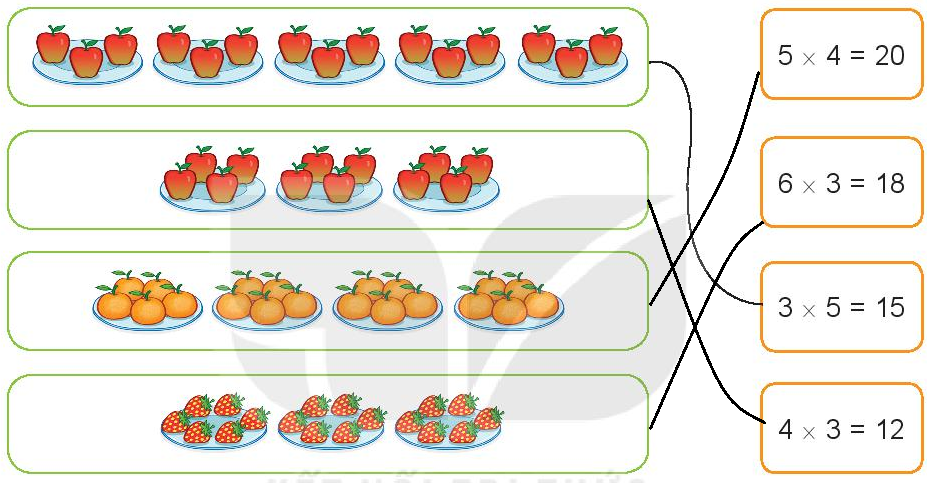 5 × 4 = 20
6 × 3 = 18
3 × 5 = 15
4 × 3 = 12